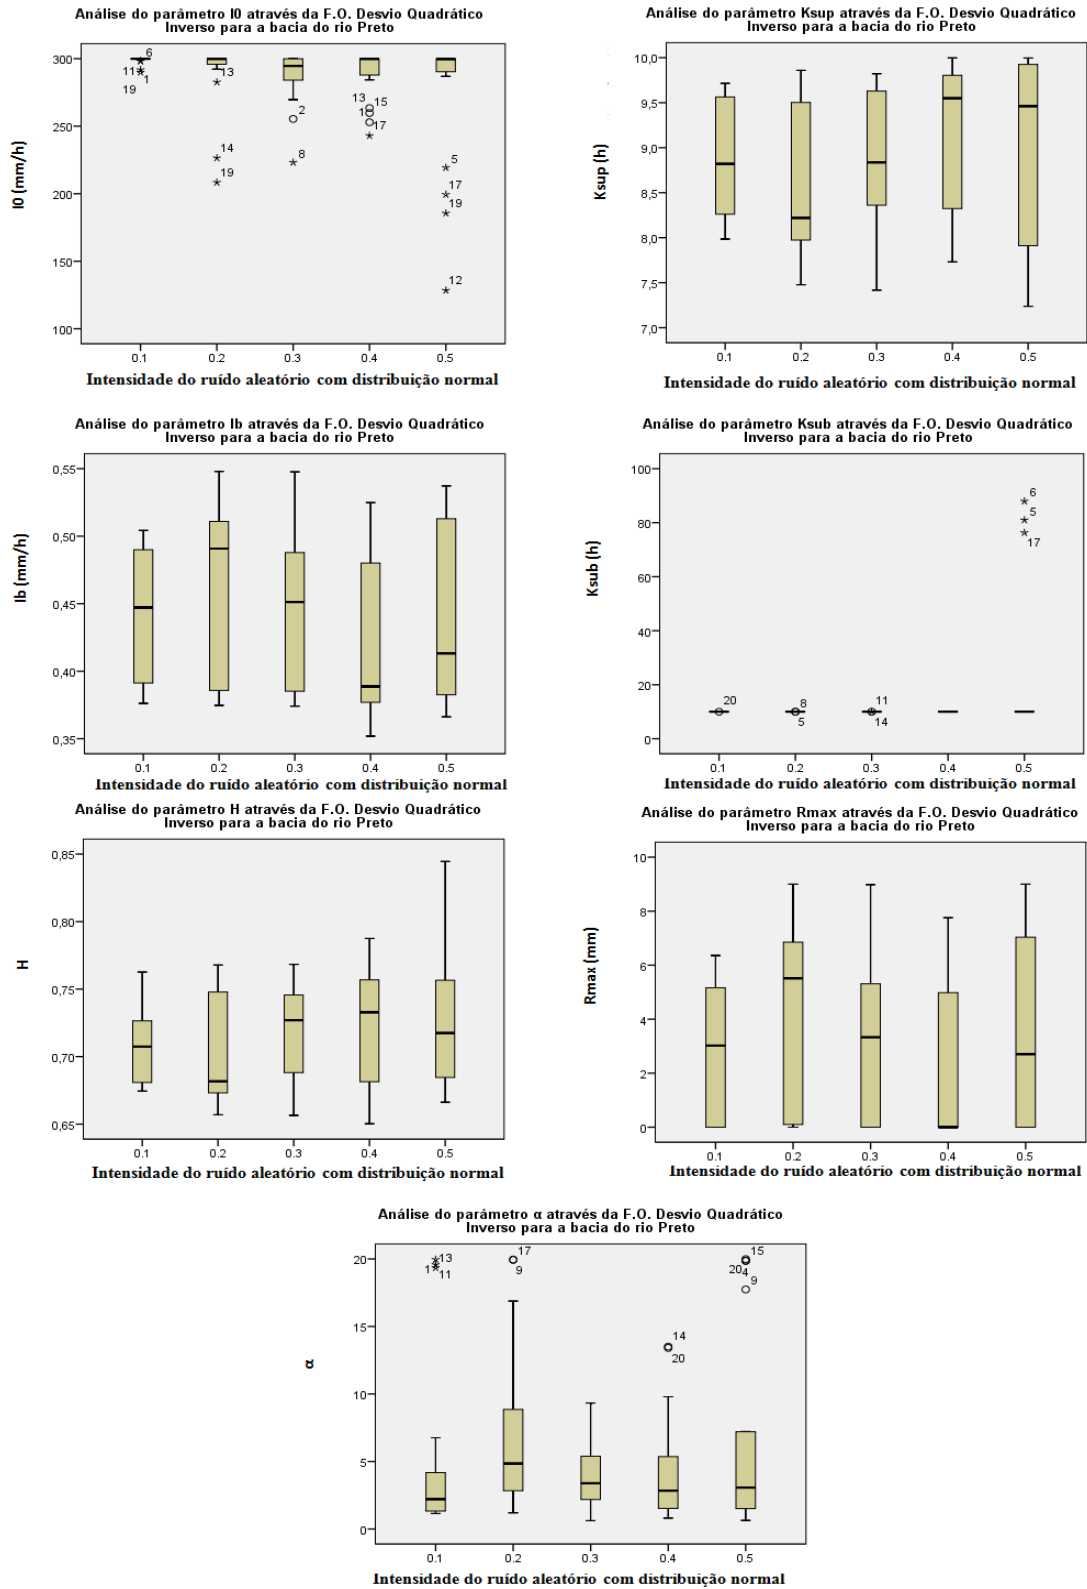 Análise do parâmetro I0 através da F.O. Desvio Quadrático
Inverso para a bacia do rio Preto
I0 (mm/h)
300
250
200
150
100
6
11
1
19
13
14
19
2
8
13
15
1
17
5
17
19
12
0.1 0.2 0.3 0.4 0.5
Intensidade do ruído aleatório com distribuição normal
Análise do parâmetro Ksup através da F.O. Desvio Quadrático
Inverso para a bacia do rio Preto
Ksup (h)
10,0
9,5
9,0
8,5
8,0
7,5
7,0
0.1 0.2 0.3 0.4 0.5
Intensidade do ruído aleatório com distribuição normal
Análise do parâmetro Ib através da F.O. Desvio Quadrático
Inverso para a bacia do rio Preto
Ib (mm/h)
0,55
0,50
0,45
0,40
0,35
0.1 0.2 0.3 0.4 0.5
Intensidade do ruído aleatório com distribuição normal
Análise do parâmetro Ksub através da F.O. Desvio Quadrático
Inverso para a bacia do rio Preto
Ksub (h)
100
80
60
40
20
0
20
8
5
11
14
6
5
17
0.1 0.2 0.3 0.4 0.5
Intensidade do ruído aleatório com distribuição normal
Análise do parâmetro H através da F.O. Desvio Quadrático
Inverso para a bacia do rio Preto
H
0,85
0,80
0,75
0,70
0,65
0.1 0.2 0.3 0.4 0.5
Intensidade do ruído aleatório com distribuição normal
Análise do parâmetro Rmax através da F.O. Desvio Quadrático
Inverso para a bacia do rio Preto
Rmax (mm)
10
8
6
4
2
0
0.1 0.2 0.3 0.4 0.5
Intensidade do ruído aleatório com distribuição normal
Análise do parâmetro α através da F.O. Desvio Quadrático
Inverso para a bacia do rio Preto
α
20
15
10
5
0
13
1
11
17
9
14
20
15
20
4
9
0.1 0.2 0.3 0.4 0.5
Intensidade do ruído aleatório com distribuição normal